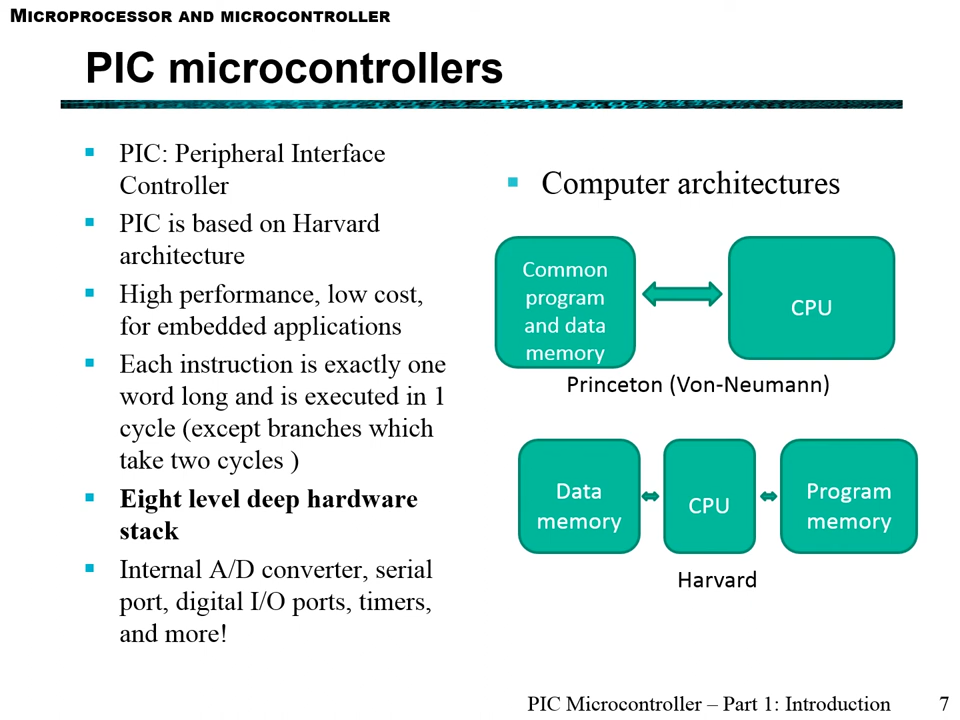 MICROPROCESSOR AND MICROCONTROLLER
PIC microcontrollers
PIC: Peripheral Interface
Controller
PIC is based on Harvard
architecture
High performance, low cost,
for embedded applications
Each instruction is exactly one
word long and is executed in 1
cycle (except branches which
take two cycles )
Eight level deep hardware
stack
Internal A/D converter, serial
port, digital I/O ports, timers,
and more!
Computer architectures
Common
program
and data
memory
CPU
Princeton (Von-Neumann)
Data
memory
CPU
Program
memory
Harvard
PIC Microcontroller – Part 1: Introduction 7